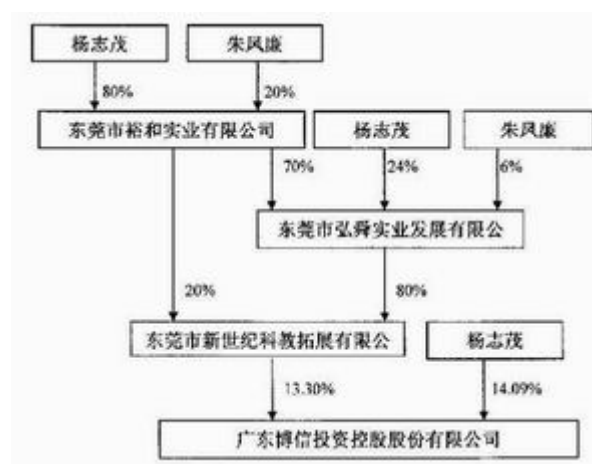 杨志茂 朱凤廉
80% 20%
东莞市裕和实业有限公司 杨志茂 朱凤廉
70% 24% 6%
东莞市弘舜实业发展有限公
20% 80%
东莞市新世纪科教拓展有限公 杨志茂
13.30% 14.09%
广东博信投资控股股份有限公司